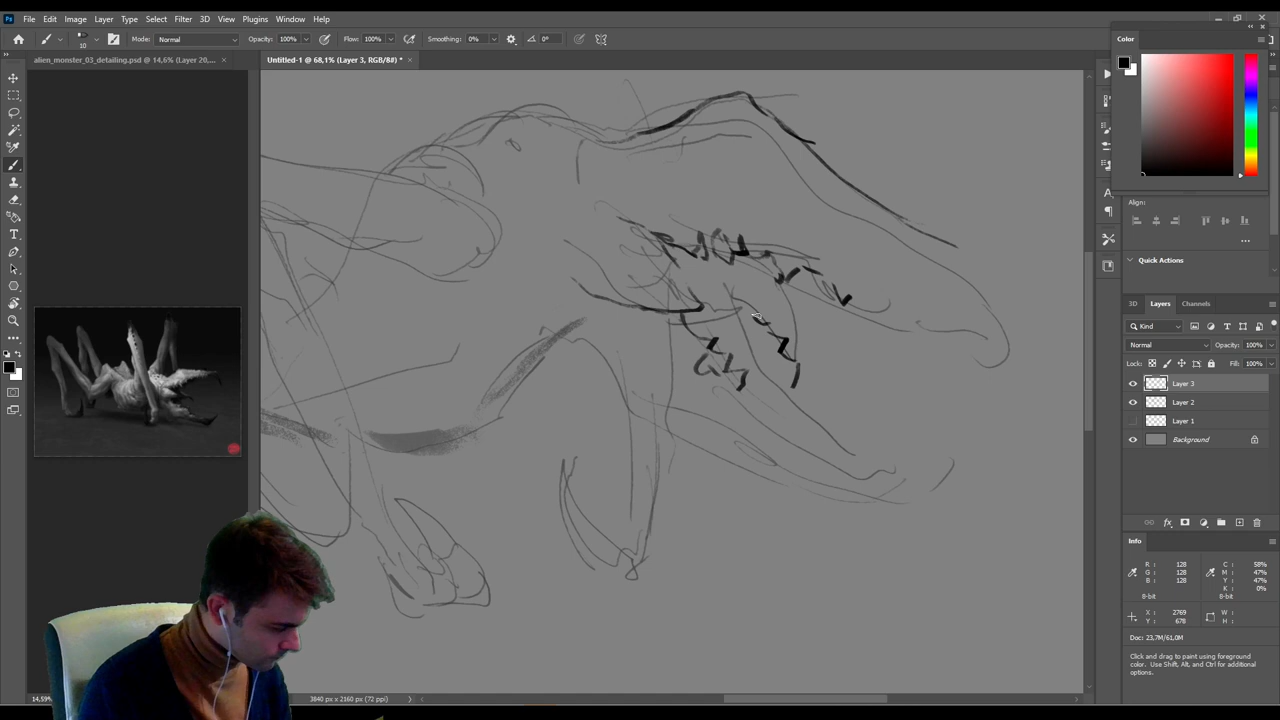 File Edit Image Layer Type Select Filter 3D View Plugins Window Help
10 Mode: Normal Opacity: 100% Flow: 100% Smoothing: 0% 0°
alien_monster_03_detailing.psd @ 14,6% (Layer 20,... ×
Untitled-1 @ 68,1% (Layer 3, RGB/8#) * ×
Color
Align:
Quick Actions
3D Layers Channels
Kind
Normal Opacity: 100%
Lock: Fill: 100%
Layer 3
Layer 2
Layer 1
Background
Info
R : 128 C : 58%
G : 128 M : 47%
B : 128 Y : 47%
K : 0%
8-bit 8-bit
X : 2769 W :
Y : 678 H :
Doc: 23,7M/61,0M
Click and drag to paint using foreground
color. Use Shift, Alt, and Ctrl for additional
options.
14,59% 3840 px x 2160 px (72 ppi)